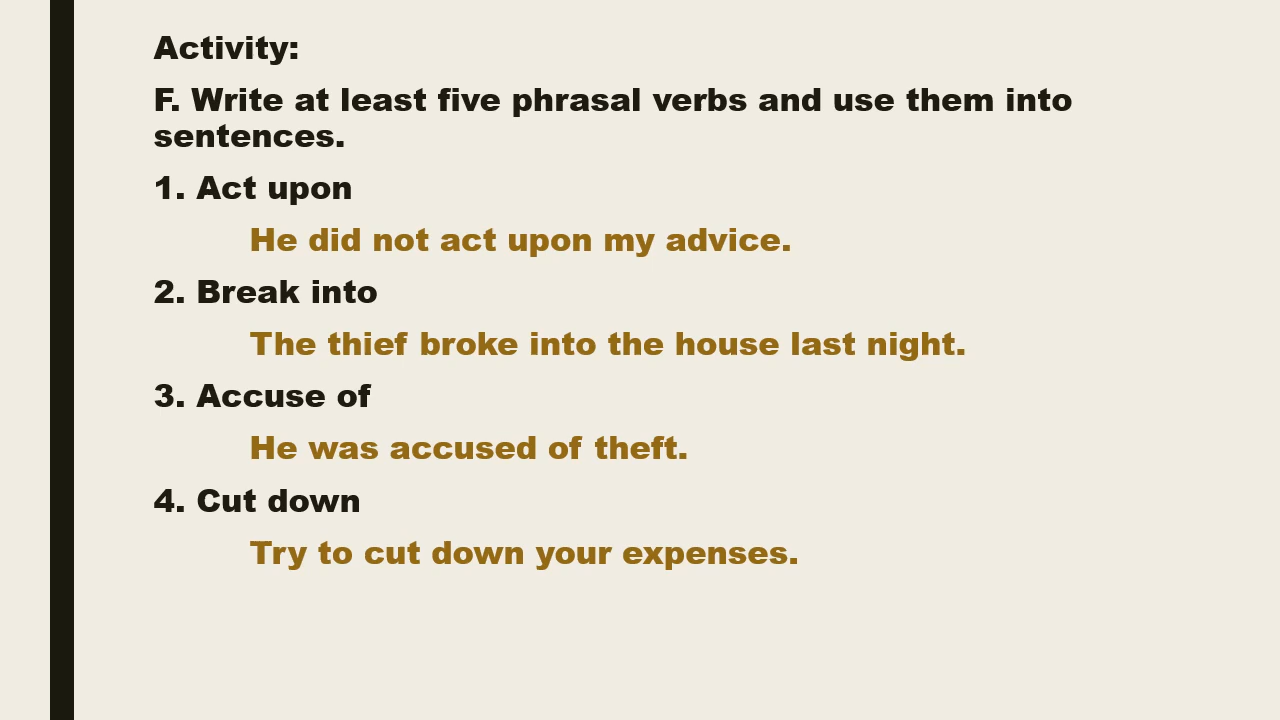 Activity:
F. Write at least five phrasal verbs and use them into
sentences.
1. Act upon
He did not act upon my advice.
2. Break into
The thief broke into the house last night.
3. Accuse of
He was accused of theft.
4. Cut down
Try to cut down your expenses.